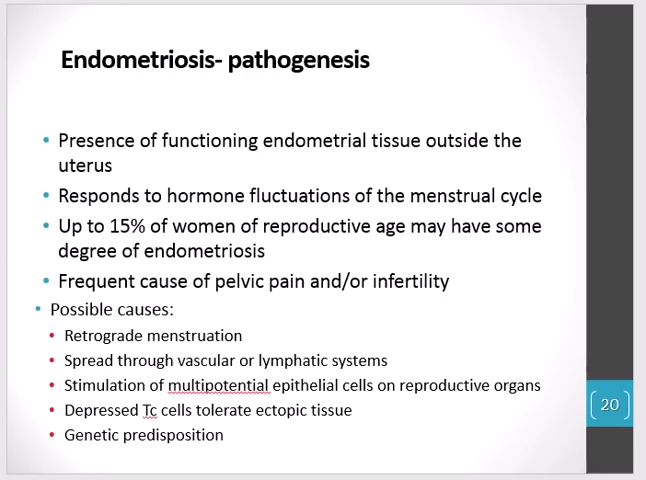 Endometriosis- pathogenesis
• Presence of functioning endometrial tissue outside the
uterus
• Responds to hormone fluctuations of the menstrual cycle
• Up to 15% of women of reproductive age may have some
degree of endometriosis
• Frequent cause of pelvic pain and/or infertility
• Possible causes:
• Retrograde menstruation
• Spread through vascular or lymphatic systems
• Stimulation of multipotential epithelial cells on reproductive organs
• Depressed Tc cells tolerate ectopic tissue
• Genetic predisposition
20